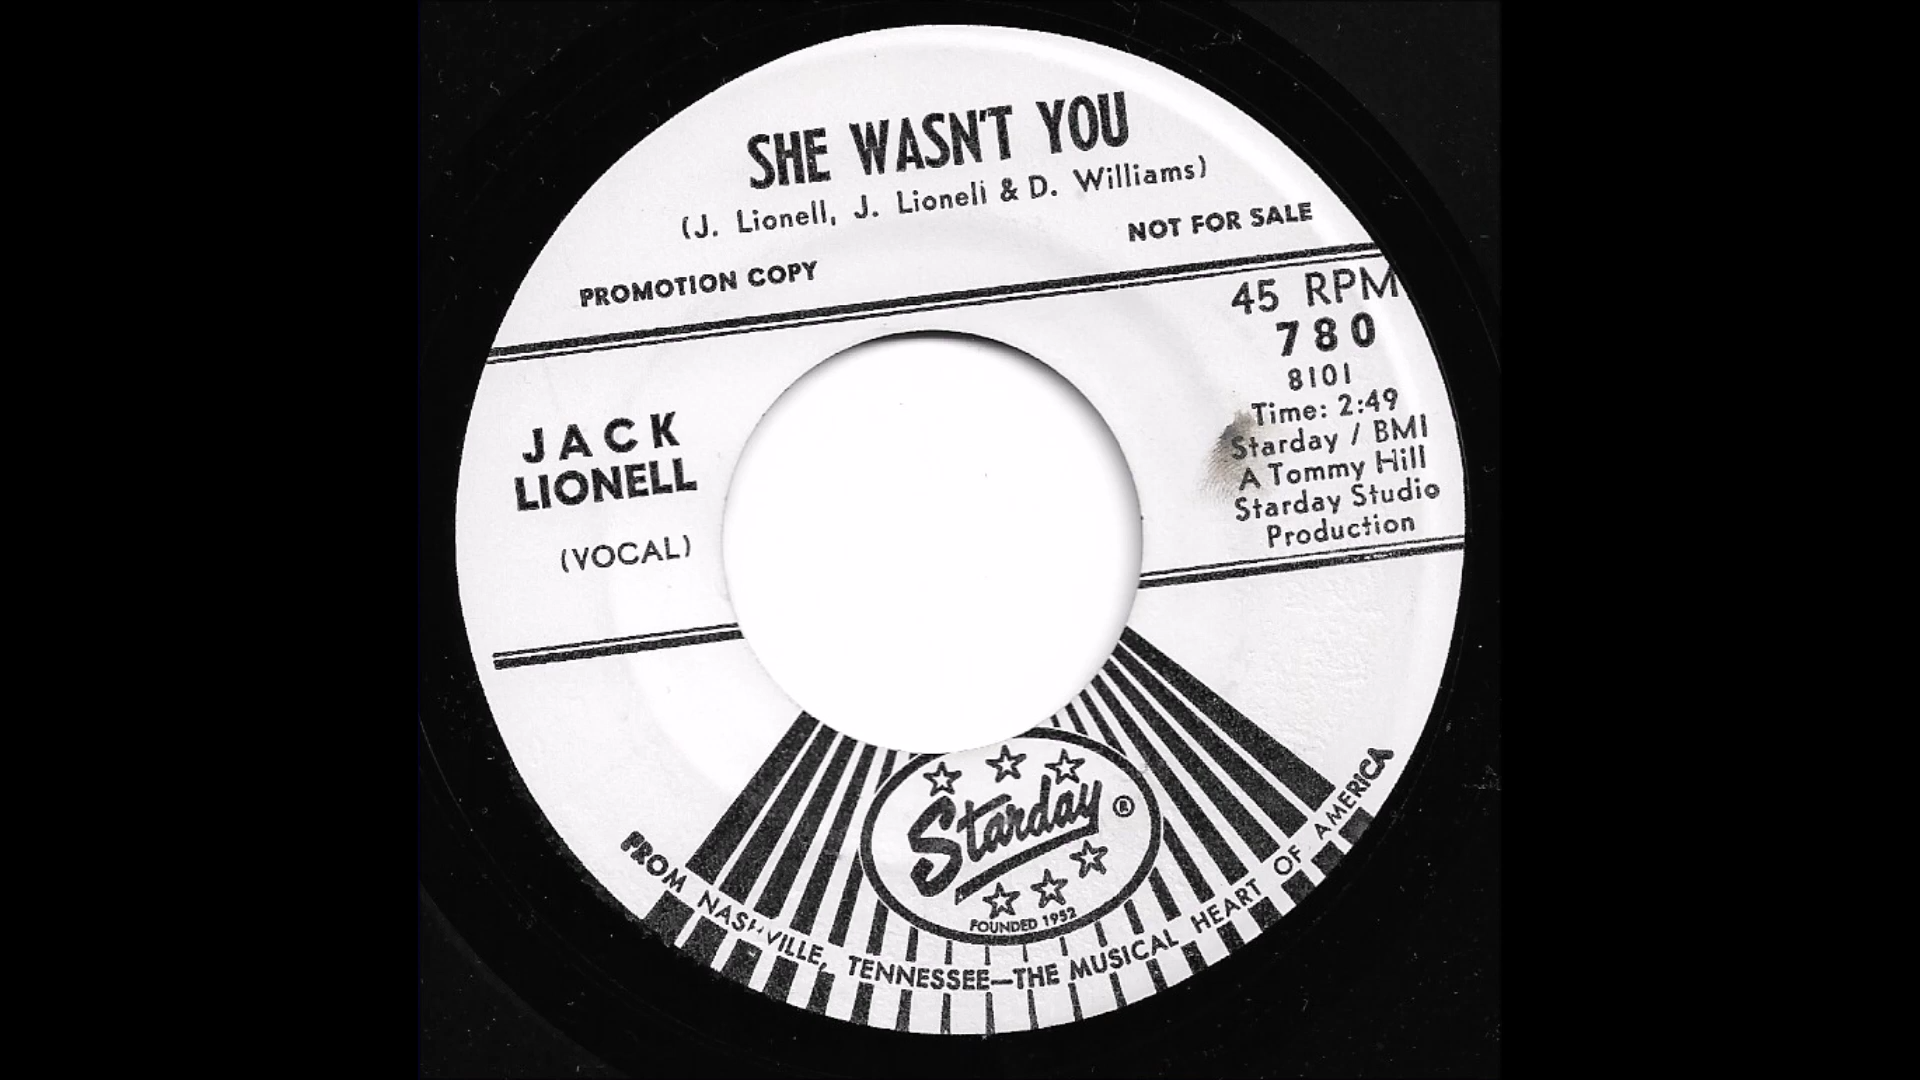 SHE WASN'T YOU
(J. Lionell, J. Lionell & D. Williams)
NOT FOR SALE
PROMOTION COPY
45 RPM
780
8101
Time: 2:49
Starday / BMI
A Tommy Hill
Starday Studio
Production
JACK
LIONELL
(VOCAL)
Starday ®
FOUNDED 1952
FROM NASHVILLE, TENNESSEE—THE MUSICAL HEART OF AMERICA